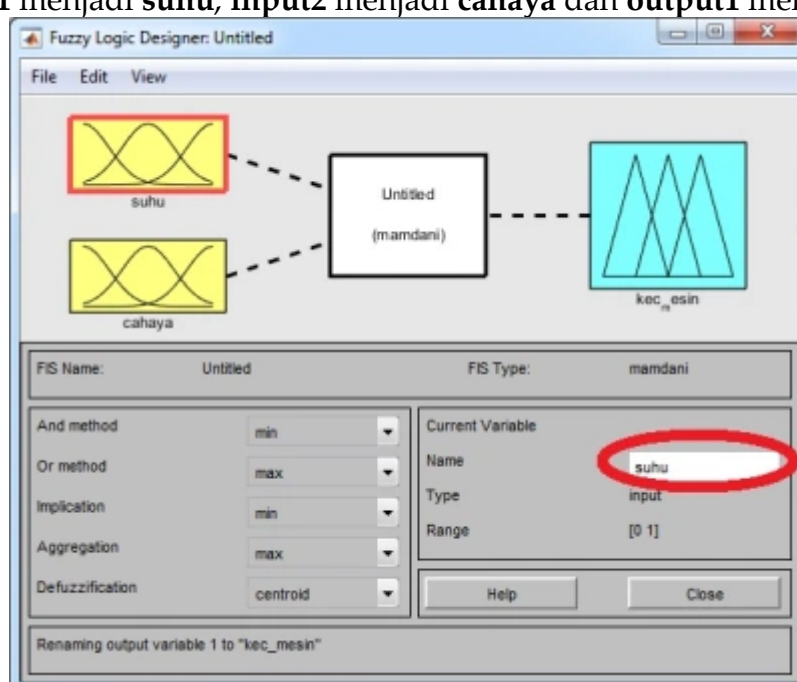 menjadi suhu, input2 menjadi cahaya dan output1
Fuzzy Logic Designer: Untitled
File Edit View
suhu
cahaya
Untitled
(mamdani)
kec_mesin
FIS Name: Untitled FIS Type: mamdani
And method min
Or method max
Implication min
Aggregation max
Defuzzification centroid
Current Variable
Name suhu
Type input
Range [0 1]
Help Close
Renaming output variable 1 to "kec_mesin"